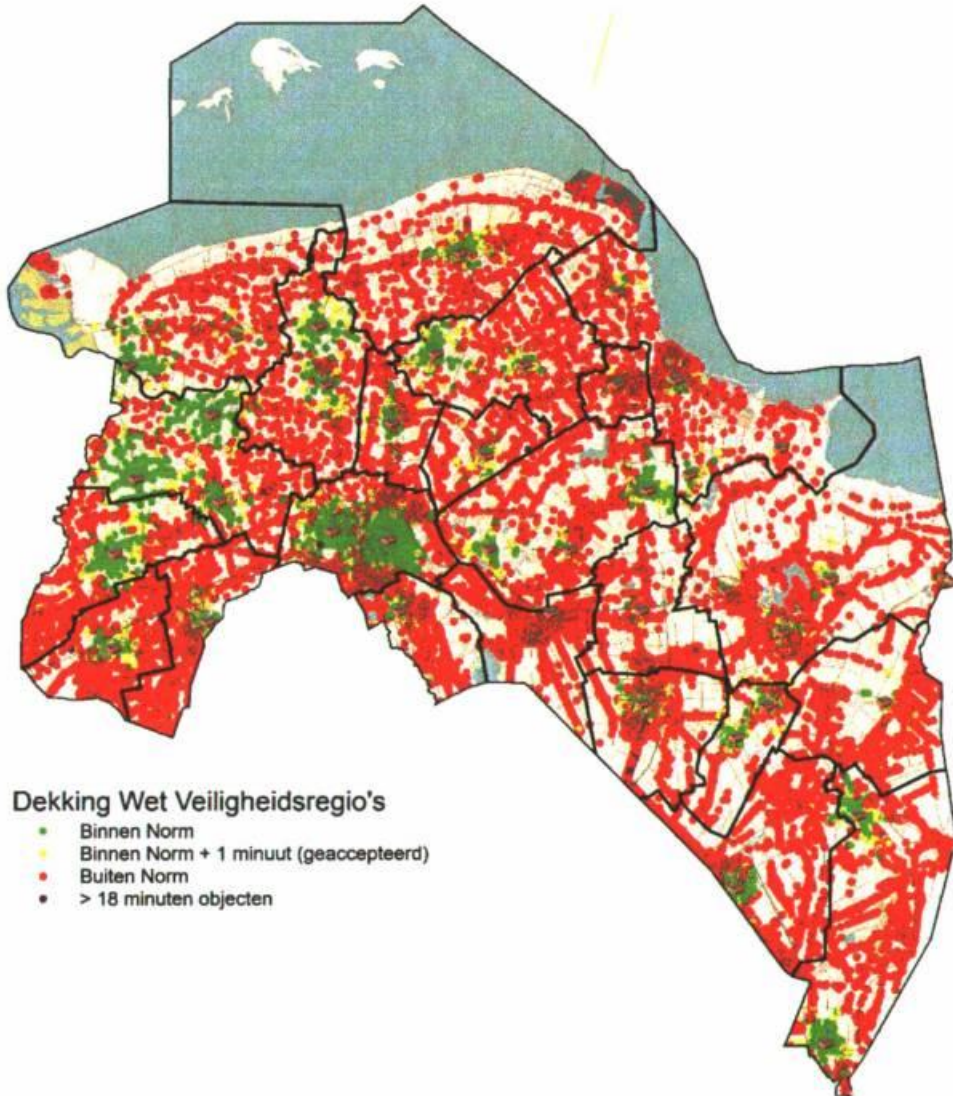 Dekking Wet Veiligheidsregio's
Binnen Norm
Binnen Norm + 1 minuut (geaccepteerd)
Buiten Norm
> 18 minuten objecten